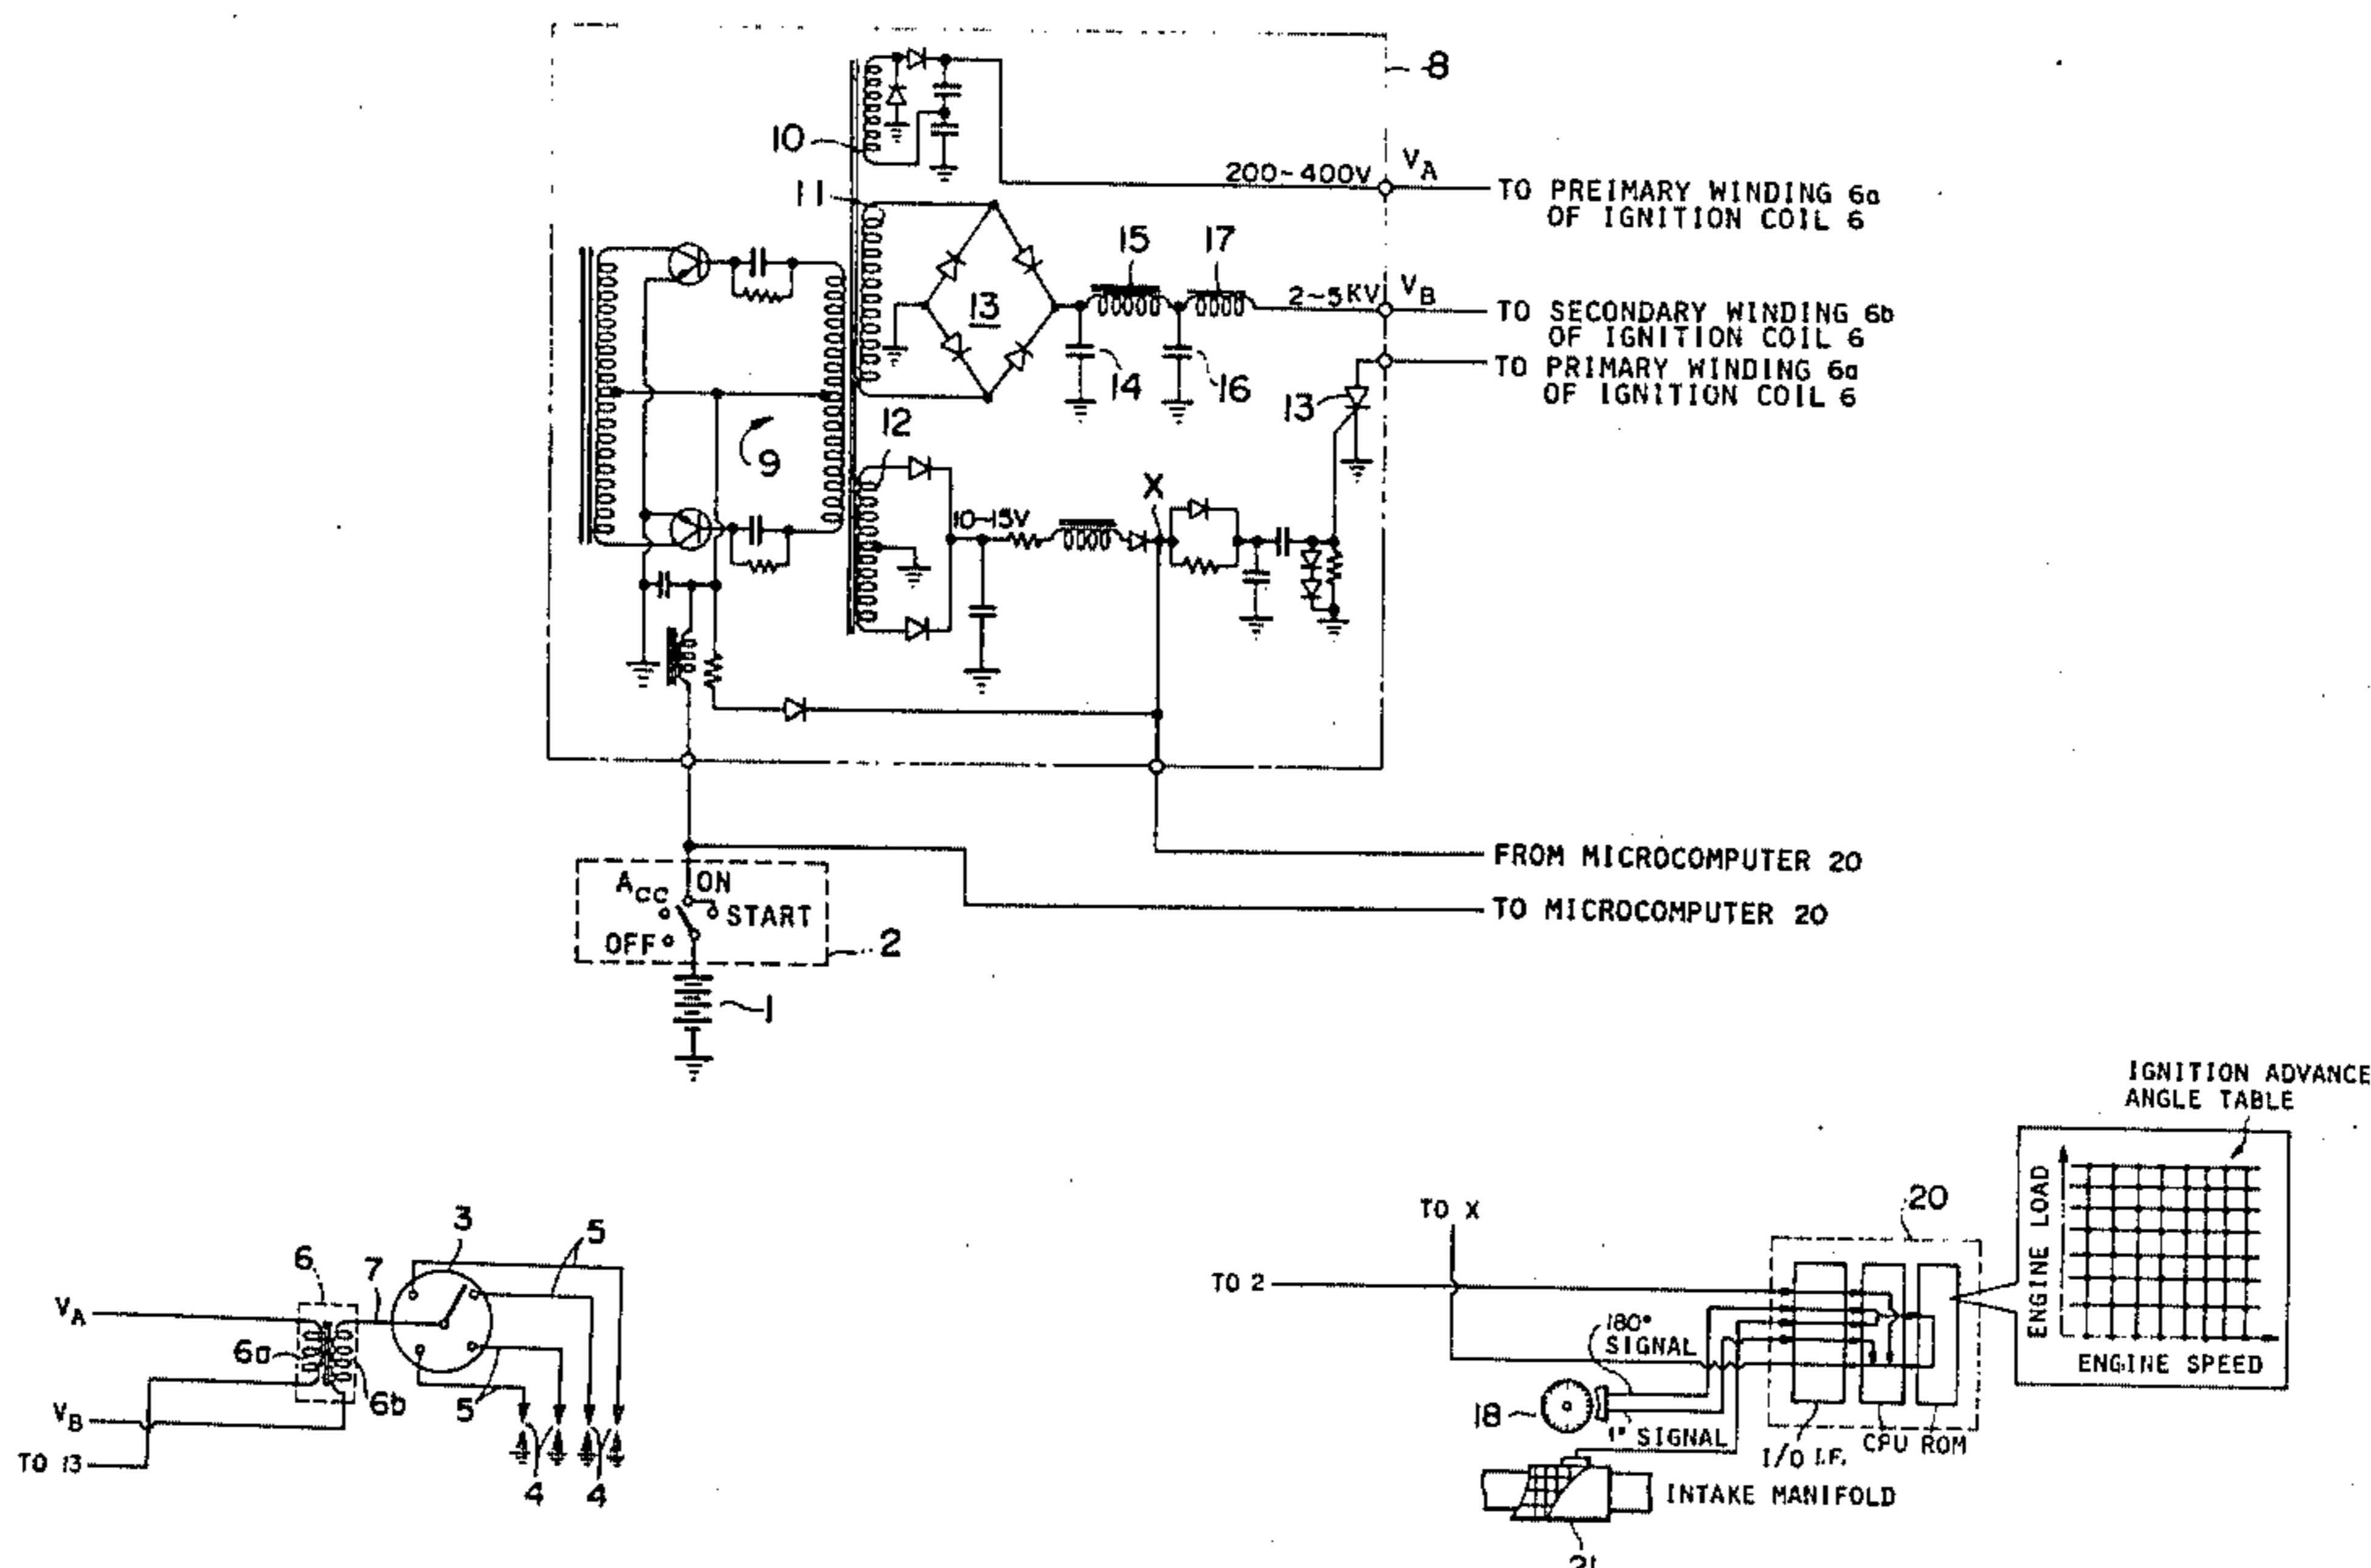 8
10
200~400V
VA
TO PREIMARY WINDING 6a
OF IGNITION COIL 6
11
15
17
13
2~5KV
VB
TO SECONDARY WINDING 6b
OF IGNITION COIL 6
TO PRIMARY WINDING 6a
OF IGNITION COIL 6
14
16
13
9
12
X
10~15V
FROM MICROCOMPUTER 20
TO MICROCOMPUTER 20
ACC
ON
START
OFF
2
1
IGNITION ADVANCE
ANGLE TABLE
ENGINE LOAD
ENGINE SPEED
20
TO X
TO 2
180°
SIGNAL
18
1° SIGNAL
I/O I.F.
CPU
ROM
INTAKE MANIFOLD
21
3
5
6
7
VA
6a
6b
5
VB
TO 13
4
4